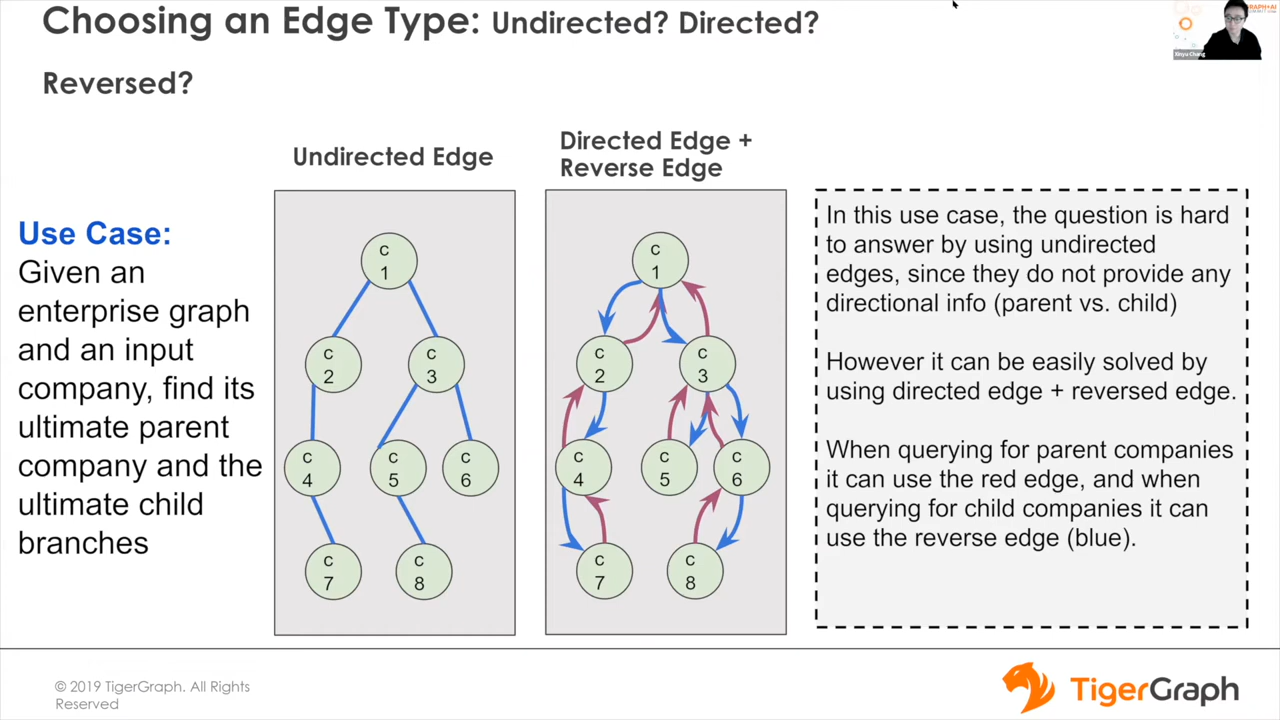 Choosing an Edge Type: Undirected? Directed?
Reversed?
GRAPH+AI
Xinyu Chang
Undirected Edge
Directed Edge +
Reverse Edge
Use Case:
Given an
enterprise graph
and an input
company, find its
ultimate parent
company and the
ultimate child
branches
C
1
C
2
C
3
C
4
C
5
C
6
C
7
C
8
C
1
C
2
C
3
C
4
C
5
C
6
C
7
C
8
In this use case, the question is hard
to answer by using undirected
edges, since they do not provide any
directional info (parent vs. child)
However it can be easily solved by
using directed edge + reversed edge.
When querying for parent companies
it can use the red edge, and when
querying for child companies it can
use the reverse edge (blue).
© 2019 TigerGraph. All Rights
Reserved
TigerGraph